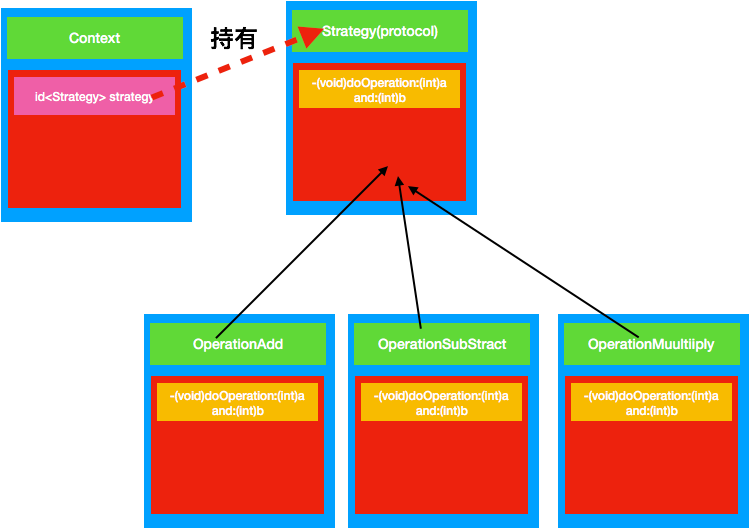 Context
持有
Strategy(protocol)
id<Strategy> strategy
-(void)doOperation:(int)a
and:(int)b
OperationAdd
OperationSubStract
OperationMuultiiply
-(void)doOperation:(int)a
and:(int)b
-(void)doOperation:(int)a
and:(int)b
-(void)doOperation:(int)a
and:(int)b